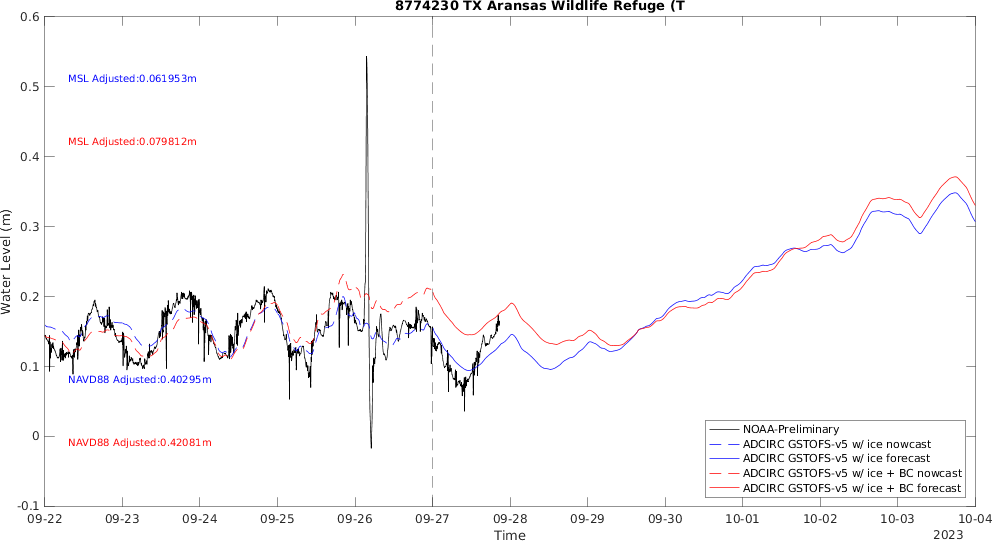 8774230 TX Aransas Wildlife Refuge (T
0.6
0.5
0.4
0.3
0.2
0.1
0
-0.1
Water Level (m)
MSL Adjusted:0.061953m
MSL Adjusted:0.079812m
NAVD88 Adjusted:0.40295m
NAVD88 Adjusted:0.42081m
NOAA-Preliminary
ADCIRC GSTOFS-v5 w/ ice nowcast
ADCIRC GSTOFS-v5 w/ ice forecast
ADCIRC GSTOFS-v5 w/ ice + BC nowcast
ADCIRC GSTOFS-v5 w/ ice + BC forecast
09-22 09-23 09-24 09-25 09-26 09-27 09-28 09-29 09-30 10-01 10-02 10-03 10-04
Time
2023